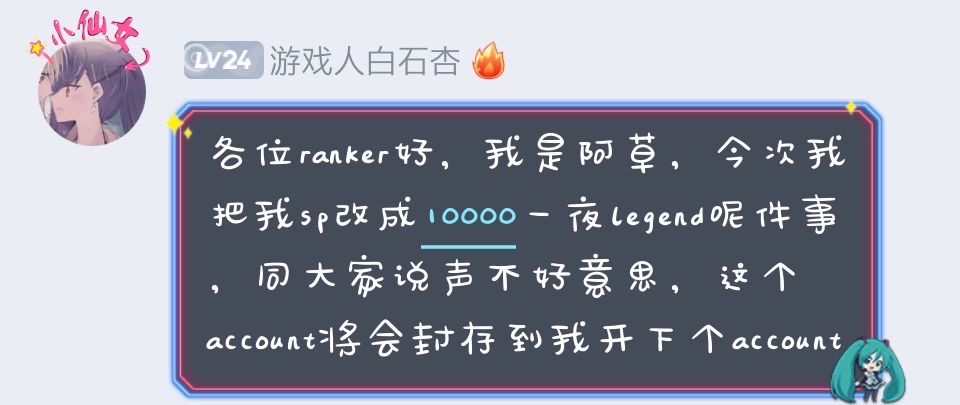 小仙女
LV24 游戏人白石杏
各位ranker好，我是阿草，今次我
把我sp改成10000一夜legend呢件事
，同大家说声不好意思，这个
account将会封存到我开下个account